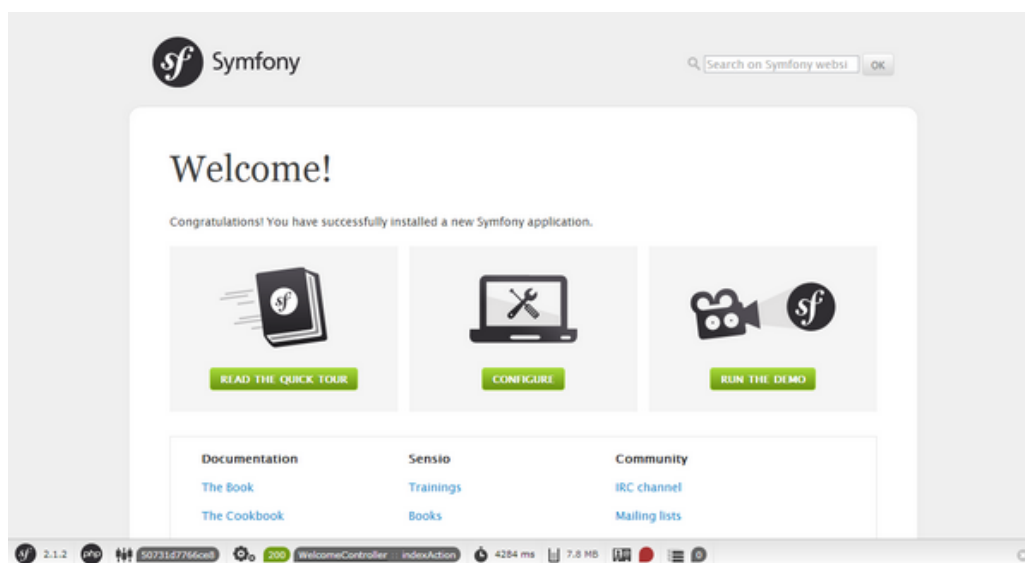 sf Symfony
Search on Symfony websi OK
Welcome!
Congratulations! You have successfully installed a new Symfony application.
sf
sf
READ THE QUICK TOUR CONFIGURE RUN THE DEMO
Documentation Sensio Community
The Book Trainings IRC channel
The Cookbook Books Mailing lists
sf 2.1.2 php 50731d7766ce8 200 WelcomeController :: indexAction 4284 ms 7.8 MB 0